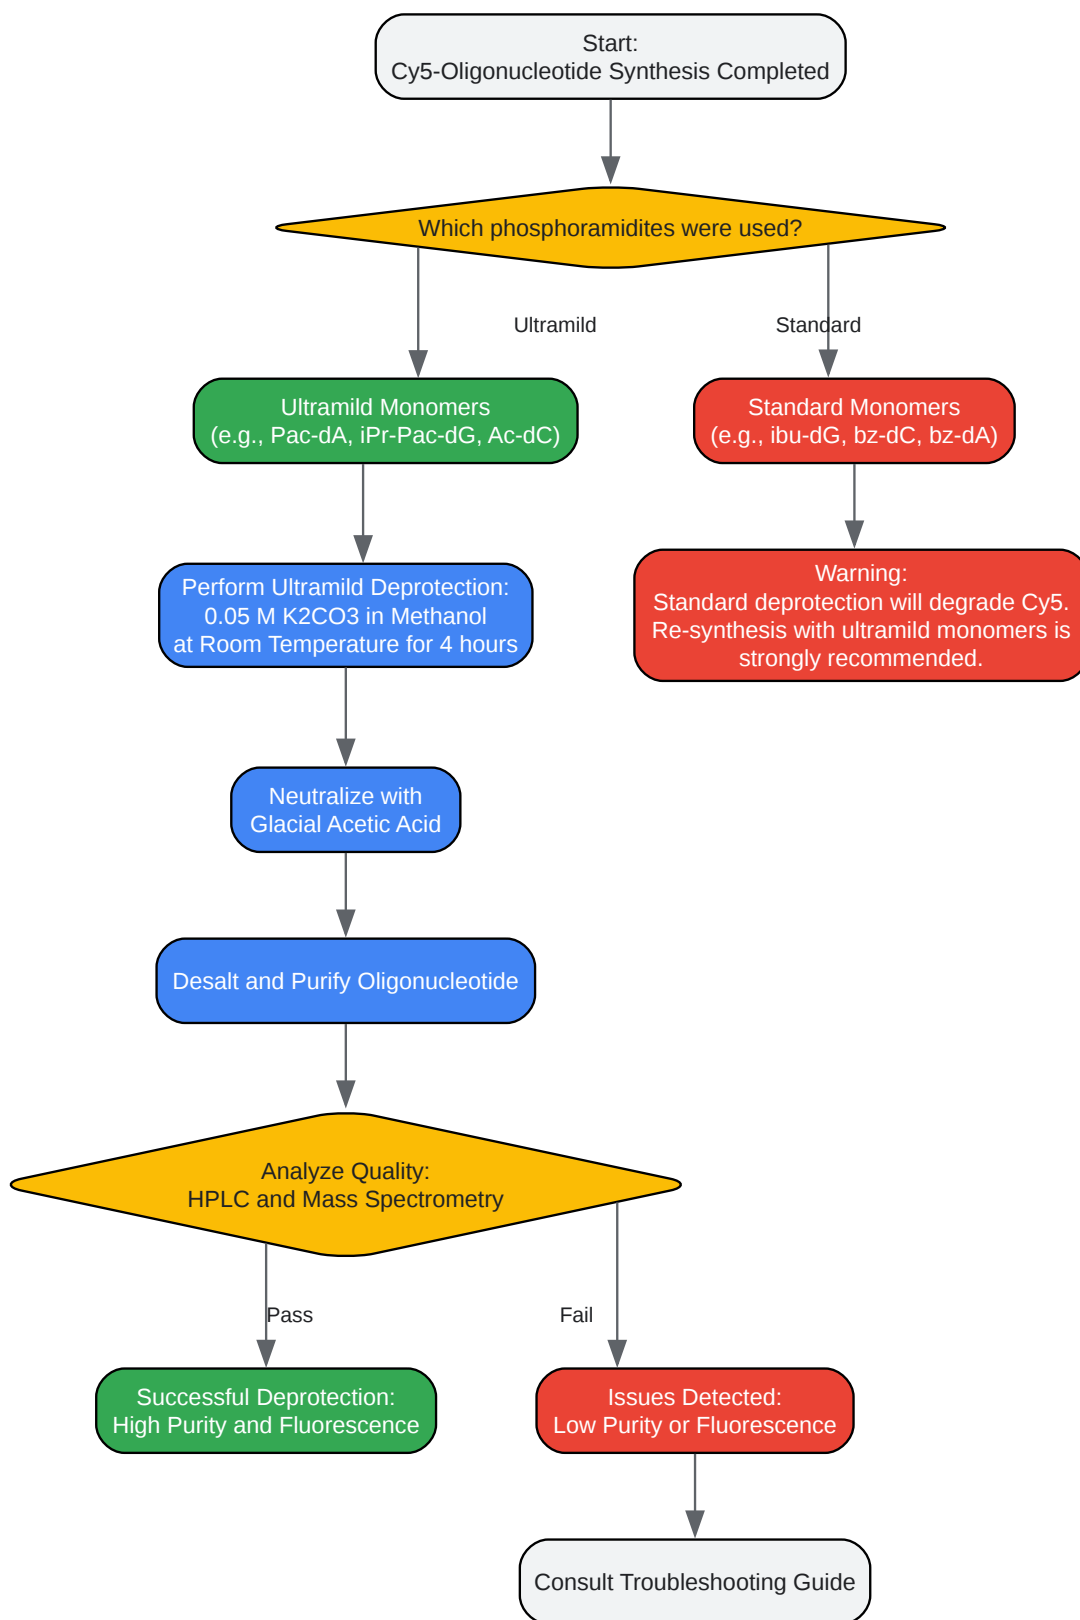 Start:
Cy5-Oligonucleotide Synthesis Completed
Which phosphoramidites were used?
Ultramild
Standard
Ultramild Monomers
(e.g., Pac-dA, iPr-Pac-dG, Ac-dC)
Standard Monomers
(e.g., ibu-dG, bz-dC, bz-dA)
Perform Ultramild Deprotection:
0.05 M K2CO3 in Methanol
at Room Temperature for 4 hours
Warning:
Standard deprotection will degrade Cy5.
Re-synthesis with ultramild monomers is
strongly recommended.
Neutralize with
Glacial Acetic Acid
Desalt and Purify Oligonucleotide
Analyze Quality:
HPLC and Mass Spectrometry
Pass
Fail
Successful Deprotection:
High Purity and Fluorescence
Issues Detected:
Low Purity or Fluorescence
Consult Troubleshooting Guide